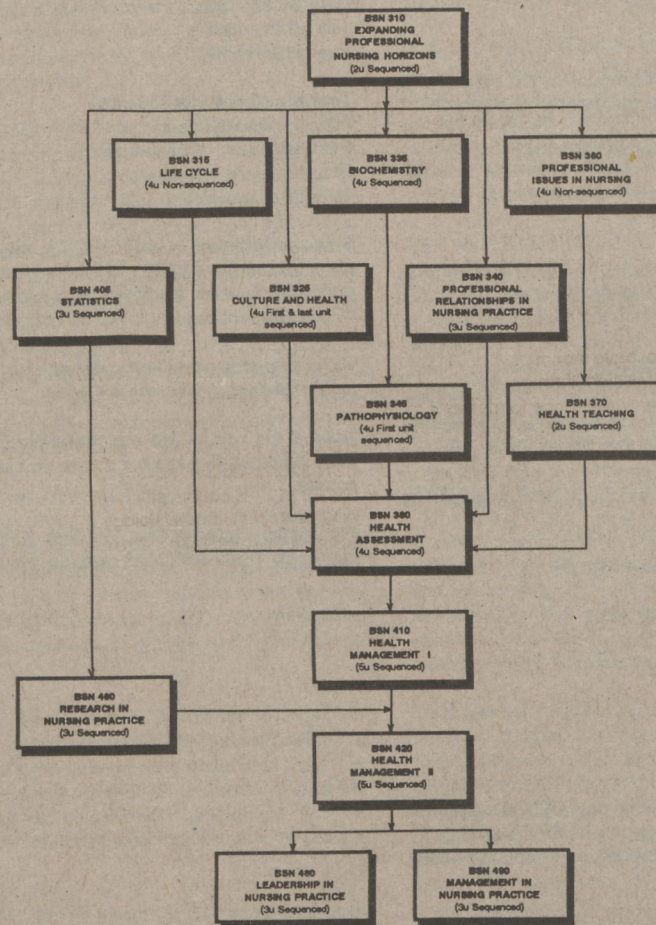 BSN 310
EXPANDING
PROFESSIONAL
NURSING HORIZONS
(2u Sequenced)
BSN 315
LIFE CYCLE
(4u Non-sequenced)
BSN 335
BIOCHEMISTRY
(4u Sequenced)
BSN 360
PROFESSIONAL
ISSUES IN NURSING
(4u Non-sequenced)
BSN 405
STATISTICS
(3u Sequenced)
BSN 325
CULTURE AND HEALTH
(4u First & last unit
sequenced)
BSN 340
PROFESSIONAL
RELATIONSHIPS IN
NURSING PRACTICE
(3u Sequenced)
BSN 345
PATHOPHYSIOLOGY
(4u First unit
sequenced)
BSN 370
HEALTH TEACHING
(2u Sequenced)
BSN 380
HEALTH
ASSESSMENT
(4u Sequenced)
BSN 410
HEALTH
MANAGEMENT I
(5u Sequenced)
BSN 460
RESEARCH IN
NURSING PRACTICE
(3u Sequenced)
BSN 420
HEALTH
MANAGEMENT II
(5u Sequenced)
BSN 480
LEADERSHIP IN
NURSING PRACTICE
(3u Sequenced)
BSN 490
MANAGEMENT IN
NURSING PRACTICE
(3u Sequenced)